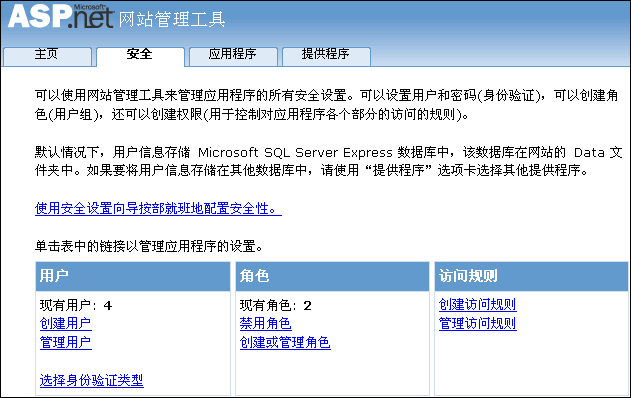 Microsoft
ASP.net 网站管理工具
主页 安全 应用程序 提供程序
可以使用网站管理工具来管理应用程序的所有安全设置。可以设置用户和密码(身份验证)，可以创建角
色(用户组)，还可以创建权限(用于控制对应用程序各个部分的访问的规则)。
默认情况下，用户信息存储 Microsoft SQL Server Express 数据库中，该数据库在网站的 Data 文
件夹中。如果要将用户信息存储在其他数据库中，请使用“提供程序”选项卡选择其他提供程序。
使用安全设置向导按部就班地配置安全性。
单击表中的链接以管理应用程序的设置。
用户 角色 访问规则
现有用户: 4 现有角色: 2 创建访问规则
创建用户 禁用角色 管理访问规则
管理用户 创建或管理角色
选择身份验证类型